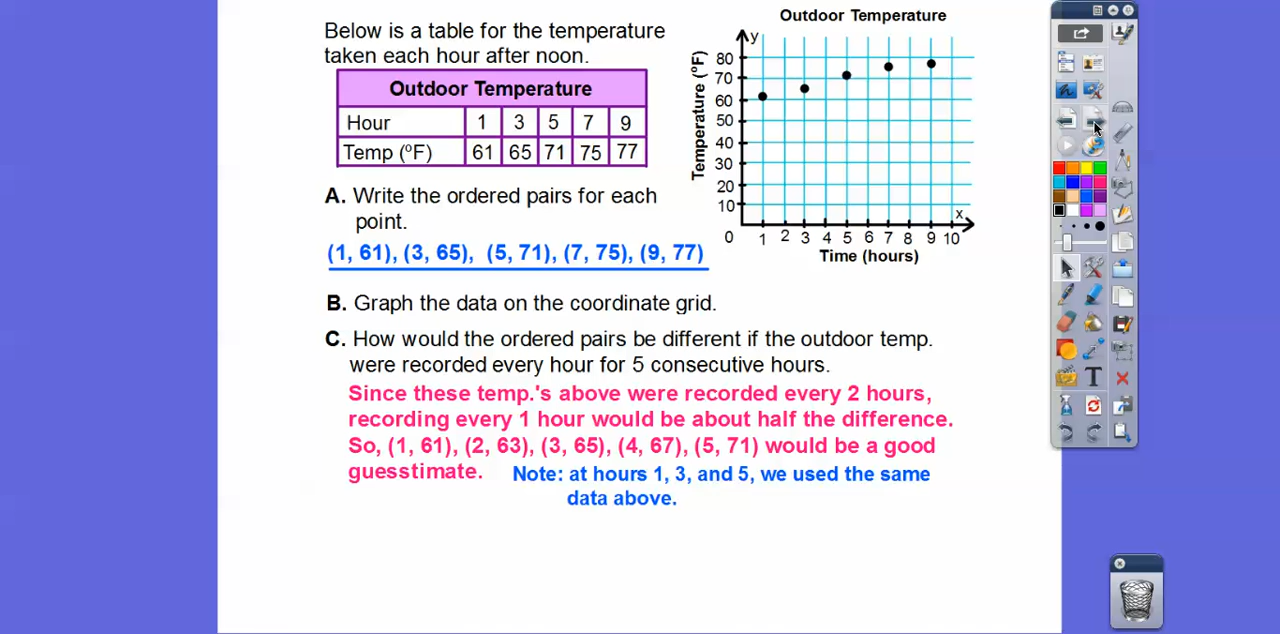 Below is a table for the temperature
taken each hour after noon.
Outdoor Temperature
Hour 1 3 5 7 9
Temp (ºF) 61 65 71 75 77
Outdoor Temperature
y
Temperature (ºF)
80
70
60
50
40
30
20
10
x
0 1 2 3 4 5 6 7 8 9 10
Time (hours)
A. Write the ordered pairs for each
point.
(1, 61), (3, 65), (5, 71), (7, 75), (9, 77)
B. Graph the data on the coordinate grid.
C. How would the ordered pairs be different if the outdoor temp.
were recorded every hour for 5 consecutive hours.
Since these temp.'s above were recorded every 2 hours,
recording every 1 hour would be about half the difference.
So, (1, 61), (2, 63), (3, 65), (4, 67), (5, 71) would be a good
guesstimate. Note: at hours 1, 3, and 5, we used the same
data above.
T